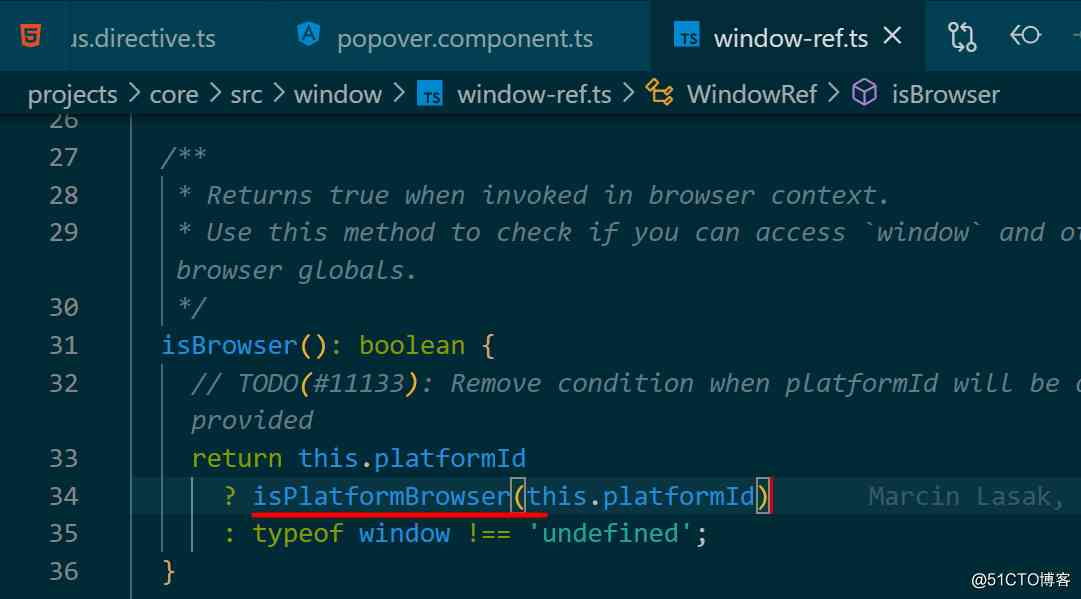 us.directive.ts popover.component.ts TS window-ref.ts
projects > core > src > window > TS window-ref.ts > WindowRef > isBrowser
26
27 /**
28 * Returns true when invoked in browser context.
29 * Use this method to check if you can access `window` and
browser globals.
30 */
31 isBrowser(): boolean {
32 // TODO(#11133): Remove condition when platformId will be
provided
33 return this.platformId
34 ? isPlatformBrowser(this.platformId) Marcin Lasak,
35 : typeof window !== 'undefined';
36 }
@51CTO博客